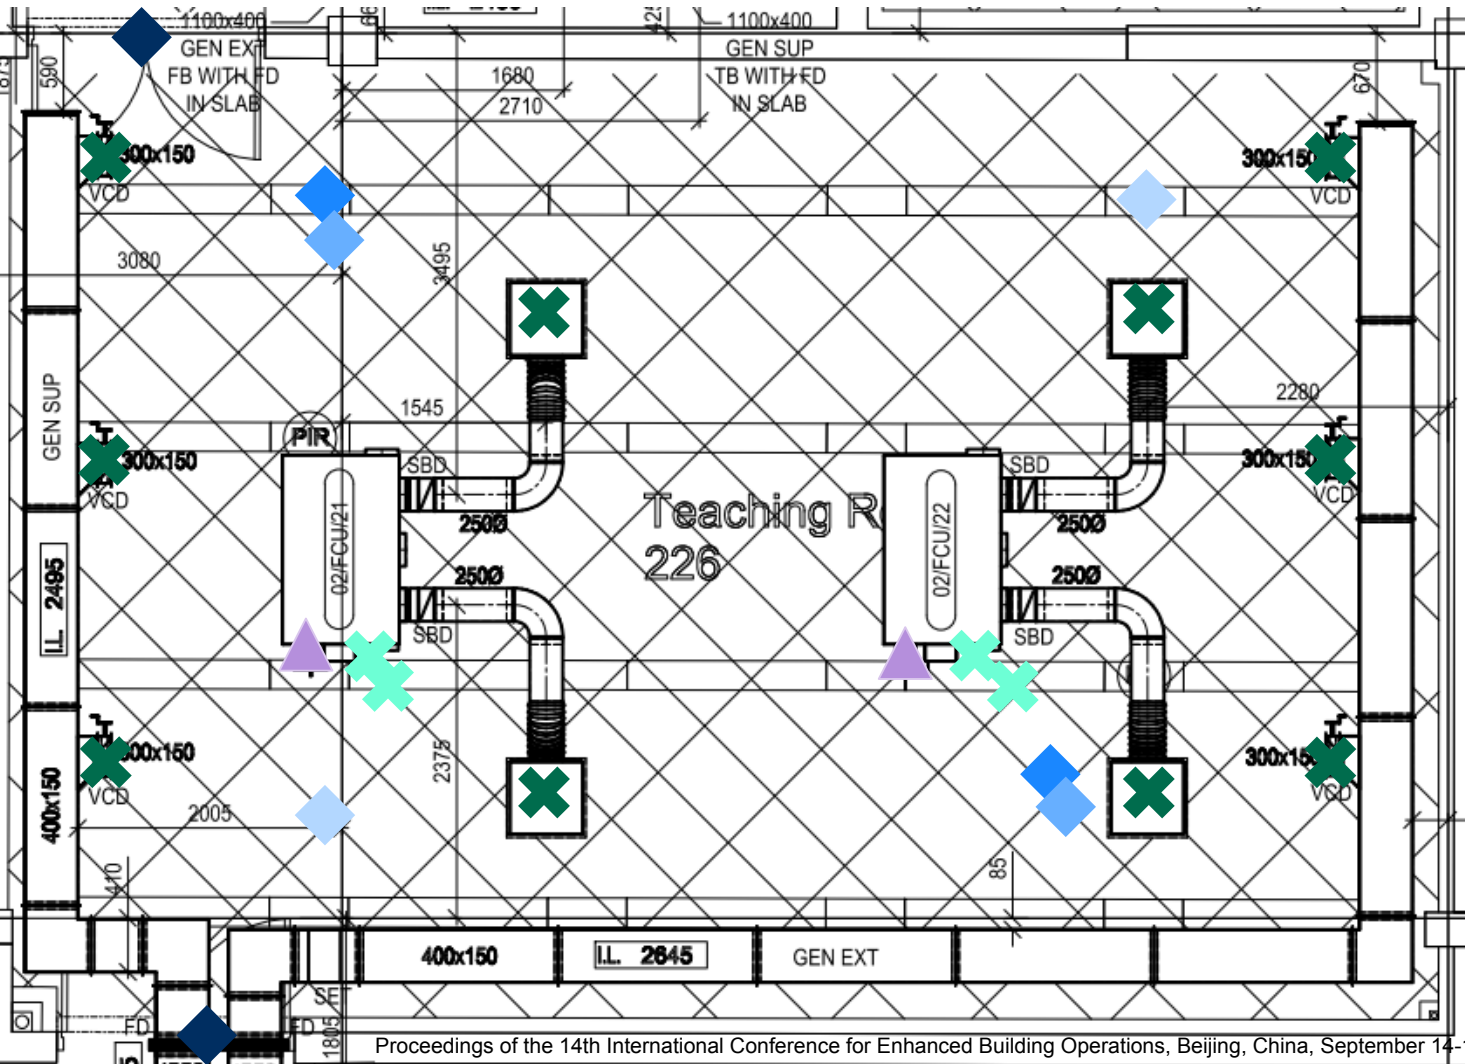 1100x400
GEN EXT
FB WITH FD
IN SLAB
1100x400
GEN SUP
TB WITH FD
IN SLAB
590
1680
2710
670
300x150
VCD
300x150
VCD
3080
3495
GEN SUP
1545
2280
PIR
SBD
SBD
300x150
VCD
300x150
VCD
02/FCU/21
02/FCU/22
250Ø
250Ø
Teaching R
226
I.L. 2495
250Ø
250Ø
SBD
SBD
2375
300x150
VCD
300x150
VCD
400x150
2005
410
85
400x150
I.L. 2645
GEN EXT
SET
FD
FD
1805
Proceedings of the 14th International Conference for Enhanced Building Operations, Beijing, China, September 14-